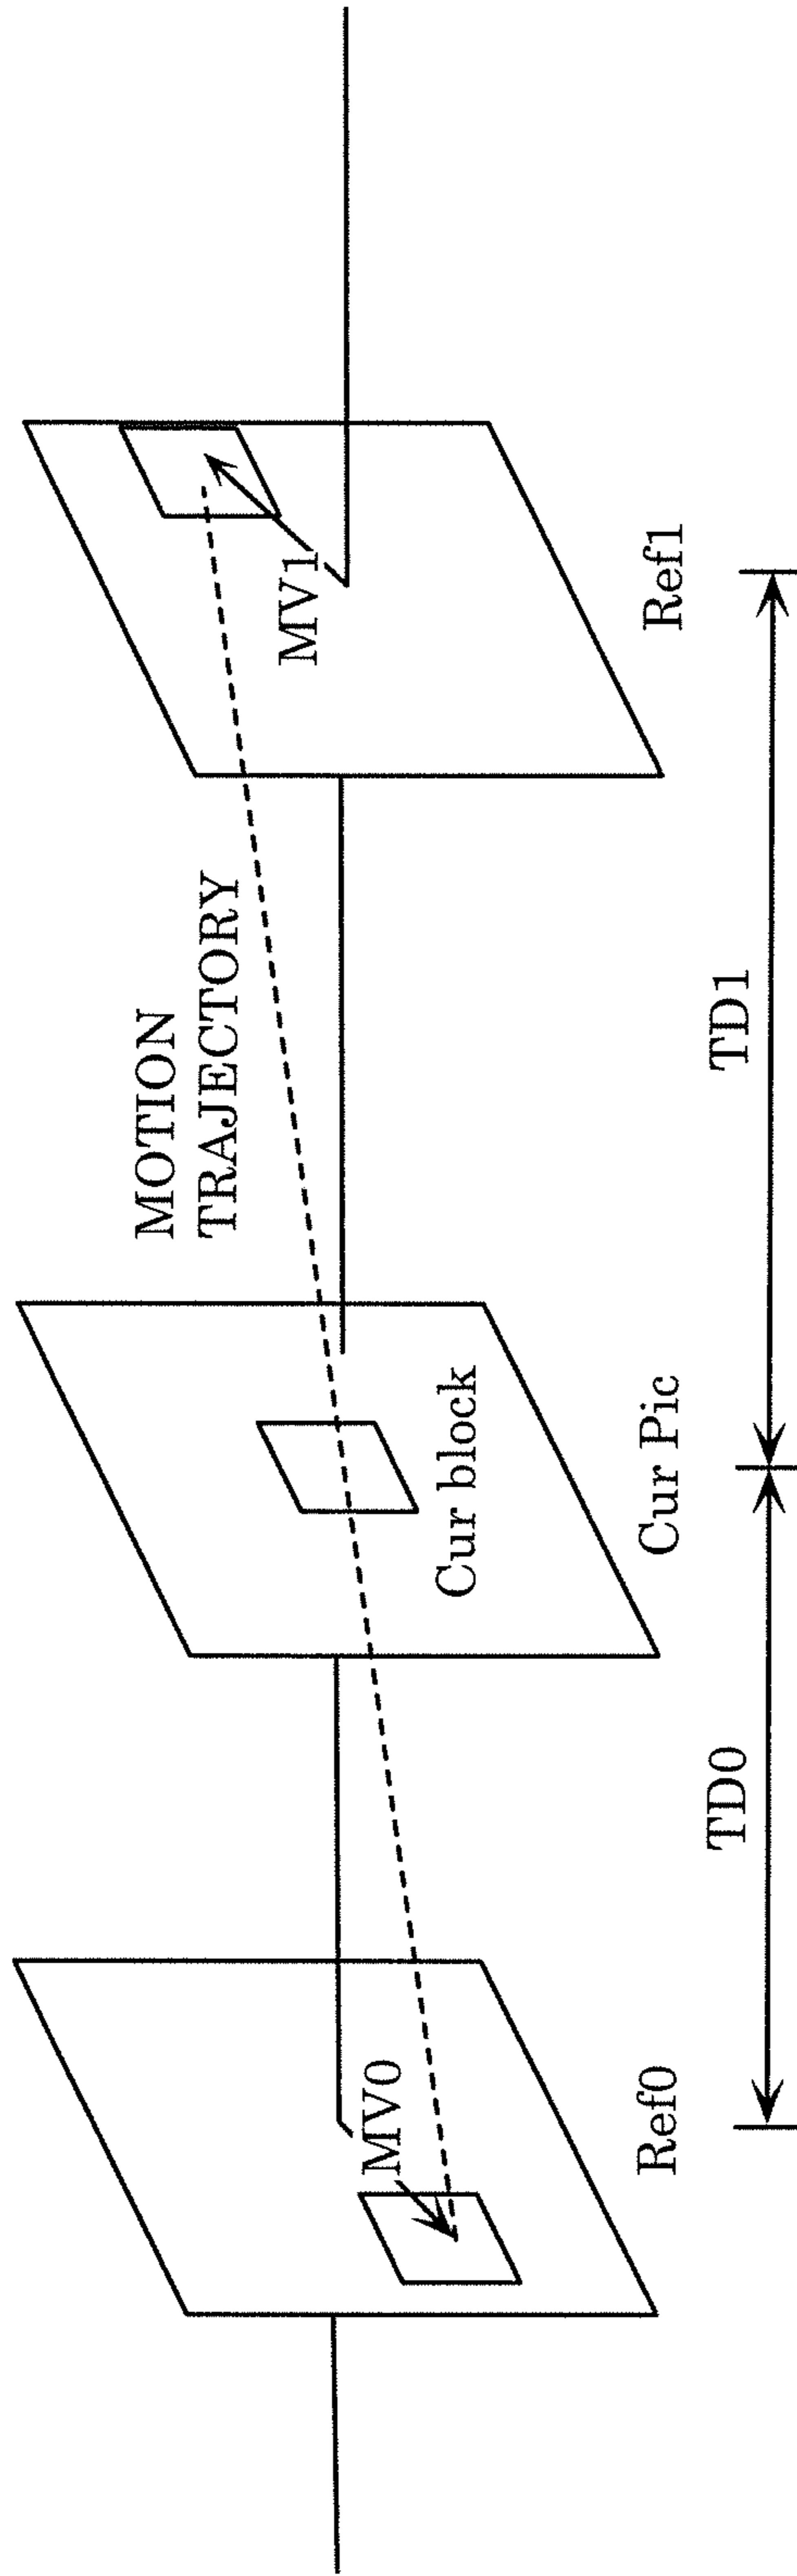 MOTION
TRAJECTORY
MV0
MV1
Cur block
Ref0
Cur Pic
Ref1
TD0
TD1